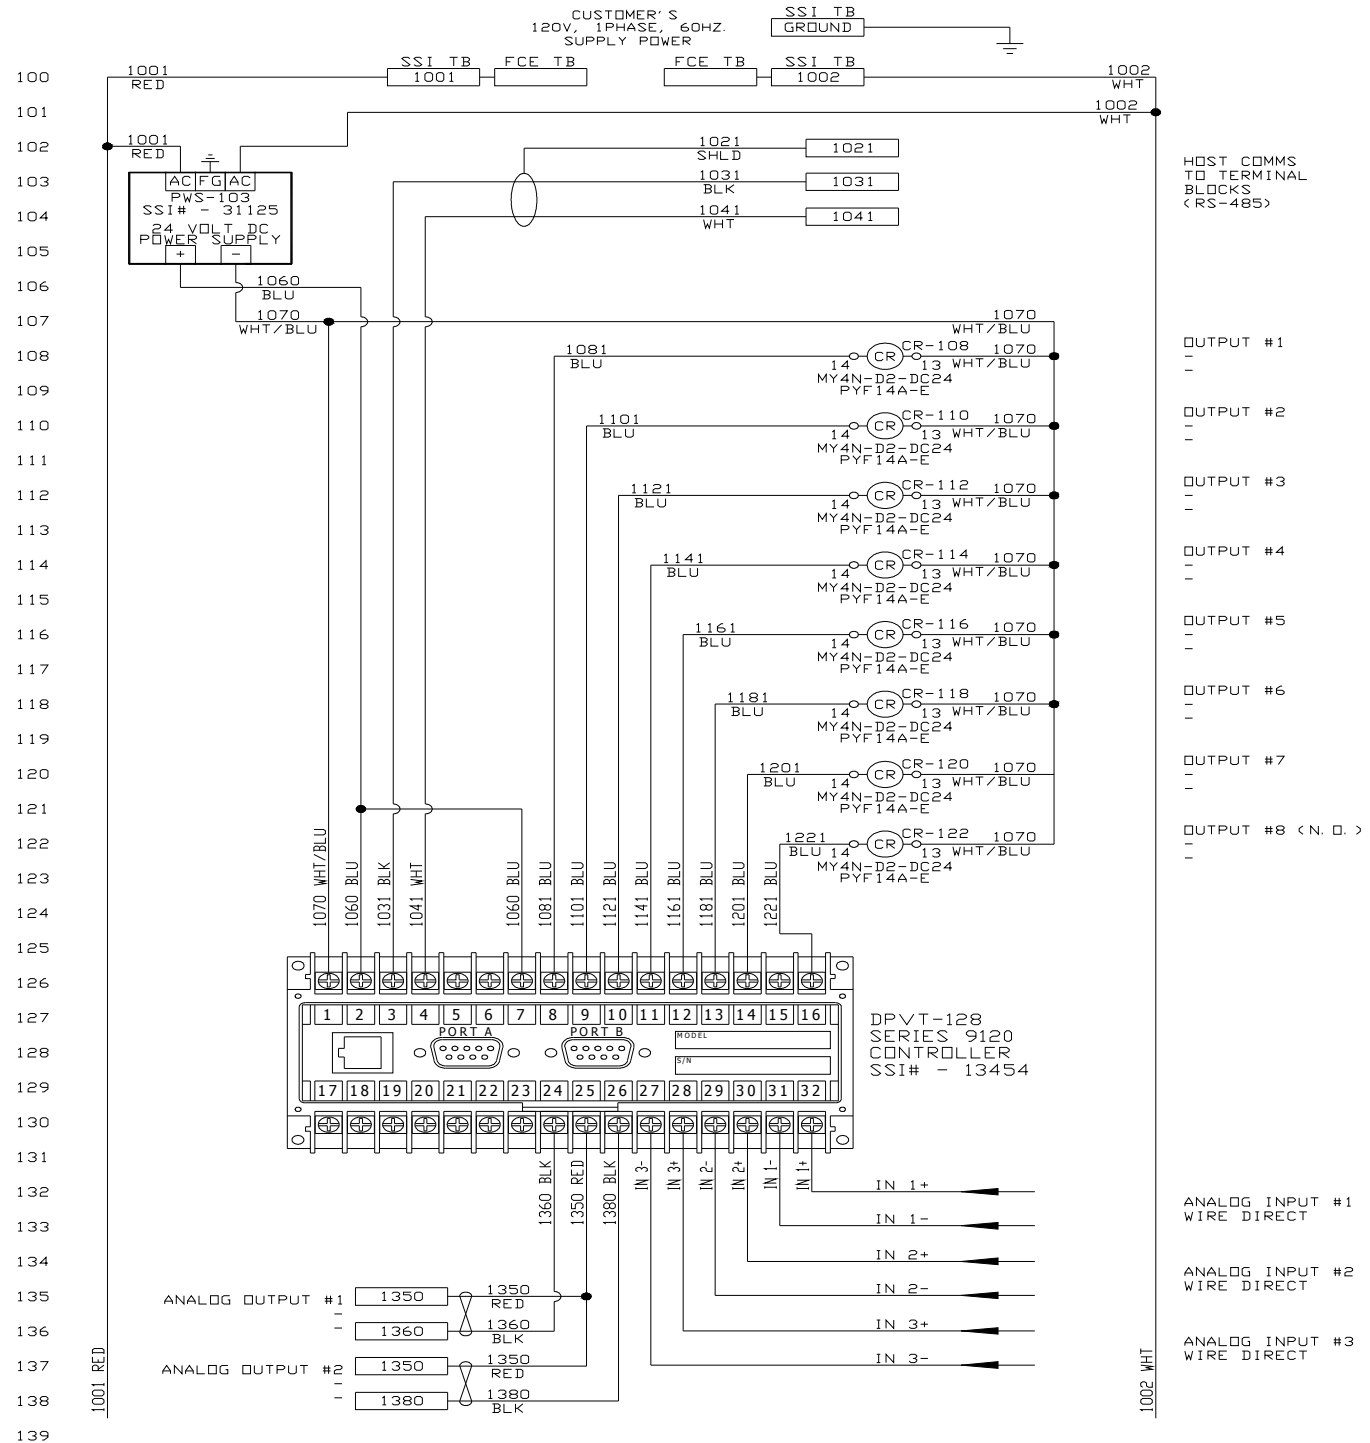 CUSTOMER'S
120V, 1PHASE, 60HZ.
SUPPLY POWER
SSI TB
GROUND
100
1001
RED
SSI TB
1001
FCE TB
FCE TB
SSI TB
1002
1002
WHT
101
1002
WHT
102
1001
RED
1021
SHLD
1021
HOST COMMS
TO TERMINAL
BLOCKS
(RS-485)
103
AC FG AC
PWS-103
SSI# - 31125
24 VOLT DC
POWER SUPPLY
+ -
1031
BLK
1031
104
1041
WHT
1041
105
106
1060
BLU
107
1070
WHT/BLU
1070
WHT/BLU
108
1081
BLU
14
CR
CR-108
13
1070
WHT/BLU
MY4N-D2-DC24
PYF14A-E
OUTPUT #1
-
-
109
110
1101
BLU
14
CR
CR-110
13
1070
WHT/BLU
MY4N-D2-DC24
PYF14A-E
OUTPUT #2
-
-
111
112
1121
BLU
14
CR
CR-112
13
1070
WHT/BLU
MY4N-D2-DC24
PYF14A-E
OUTPUT #3
-
-
113
114
1141
BLU
14
CR
CR-114
13
1070
WHT/BLU
MY4N-D2-DC24
PYF14A-E
OUTPUT #4
-
-
115
116
1161
BLU
14
CR
CR-116
13
1070
WHT/BLU
MY4N-D2-DC24
PYF14A-E
OUTPUT #5
-
-
117
118
1181
BLU
14
CR
CR-118
13
1070
WHT/BLU
MY4N-D2-DC24
PYF14A-E
OUTPUT #6
-
-
119
120
1201
BLU
14
CR
CR-120
13
1070
WHT/BLU
MY4N-D2-DC24
PYF14A-E
OUTPUT #7
-
-
121
122
1221
BLU
14
CR
CR-122
13
1070
WHT/BLU
MY4N-D2-DC24
PYF14A-E
OUTPUT #8 (N.O.)
-
-
123
124
1070 WHT/BLU
1060 BLU
1031 BLK
1041 WHT
1060 BLU
1081 BLU
1101 BLU
1121 BLU
1141 BLU
1161 BLU
1181 BLU
1201 BLU
1221 BLU
125
126
127
1 2 3 4 5 6 7 8 9 10 11 12 13 14 15 16
128
PORT A
PORT B
MODEL
S/N
DPVT-128
SERIES 9120
CONTROLLER
SSI# - 13454
129
17 18 19 20 21 22 23 24 25 26 27 28 29 30 31 32
130
131
1360 BLK
1350 RED
1380 BLK
IN 3-
IN 3+
IN 2-
IN 2+
IN 1-
IN 1+
132
IN 1+
ANALOG INPUT #1
WIRE DIRECT
133
IN 1-
134
IN 2+
ANALOG INPUT #2
WIRE DIRECT
135
ANALOG OUTPUT #1
-
-
1350
1350
RED
IN 2-
136
1360
1360
BLK
IN 3+
ANALOG INPUT #3
WIRE DIRECT
137
ANALOG OUTPUT #2
-
-
1350
1350
RED
IN 3-
138
1380
1380
BLK
1001 RED
1002 WHT
139